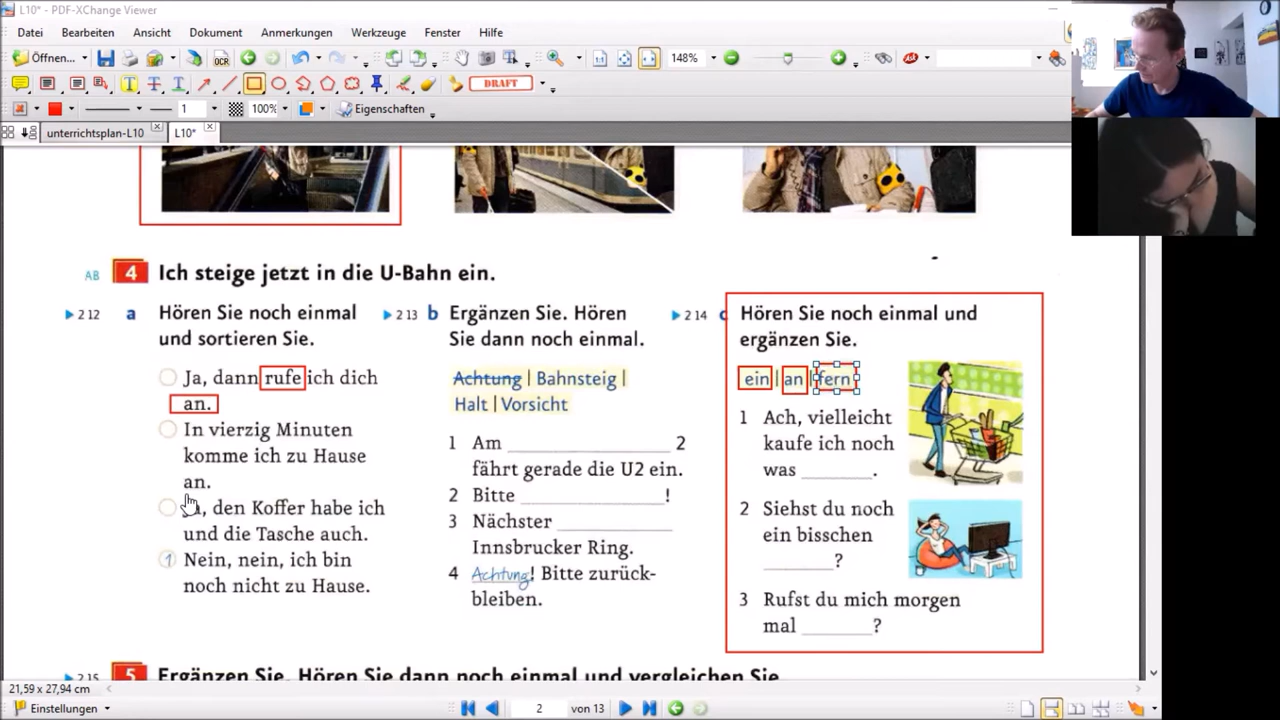 L10* - PDF-XChange Viewer
Datei Bearbeiten Ansicht Dokument Anmerkungen Werkzeuge Fenster Hilfe
Öffnen... OCR 148%
DRAFT
1 100% Eigenschaften
unterrichtsplan-L10 L10*
AB 4 Ich steige jetzt in die U-Bahn ein.
2 12 a Hören Sie noch einmal
und sortieren Sie.
Ja, dann rufe ich dich
an.
In vierzig Minuten
komme ich zu Hause
an.
, den Koffer habe ich
und die Tasche auch.
1 Nein, nein, ich bin
noch nicht zu Hause.
2 13 b Ergänzen Sie. Hören
Sie dann noch einmal.
Achtung | Bahnsteig |
Halt | Vorsicht
1 Am ____________ 2
fährt gerade die U2 ein.
2 Bitte ____________!
3 Nächster ____________
Innsbrucker Ring.
4 Achtung! Bitte zurück-
bleiben.
2 14 c Hören Sie noch einmal und
ergänzen Sie.
ein | an | fern
1 Ach, vielleicht
kaufe ich noch
was ________.
2 Siehst du noch
ein bisschen
________?
3 Rufst du mich morgen
mal ________?
2 15 5 Ergänzen Sie. Hören Sie dann noch einmal und vergleichen Sie.
21,59 x 27,94 cm
Einstellungen 2 von 13